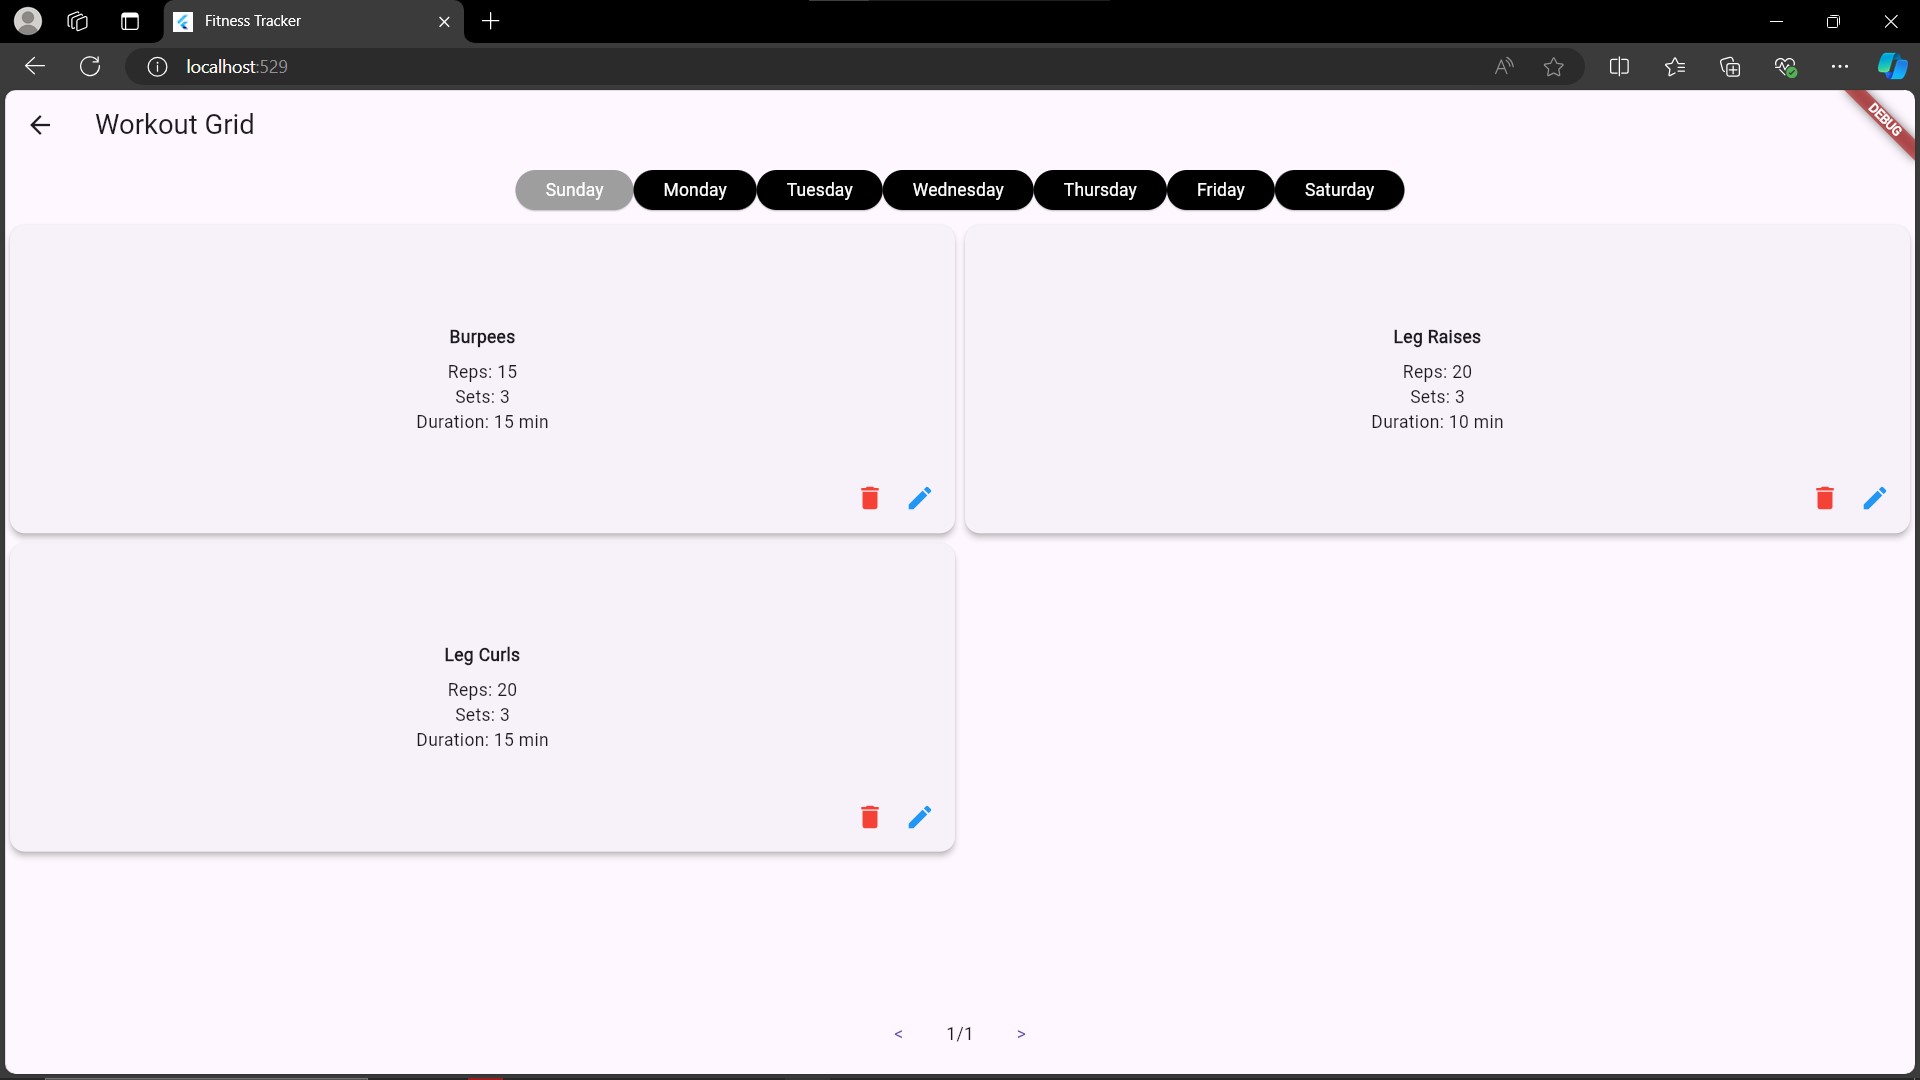 Fitness Tracker
localhost:529
Workout Grid
DEBUG
Sunday Monday Tuesday Wednesday Thursday Friday Saturday
Burpees
Reps: 15
Sets: 3
Duration: 15 min
Leg Raises
Reps: 20
Sets: 3
Duration: 10 min
Leg Curls
Reps: 20
Sets: 3
Duration: 15 min
< 1/1 >